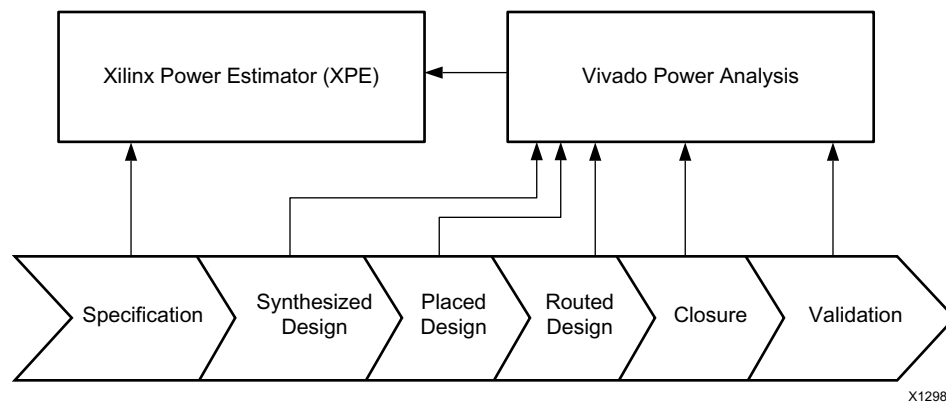 Xilinx Power Estimator (XPE)
Vivado Power Analysis
Specification
Synthesized
Design
Placed
Design
Routed
Design
Closure
Validation
X1298